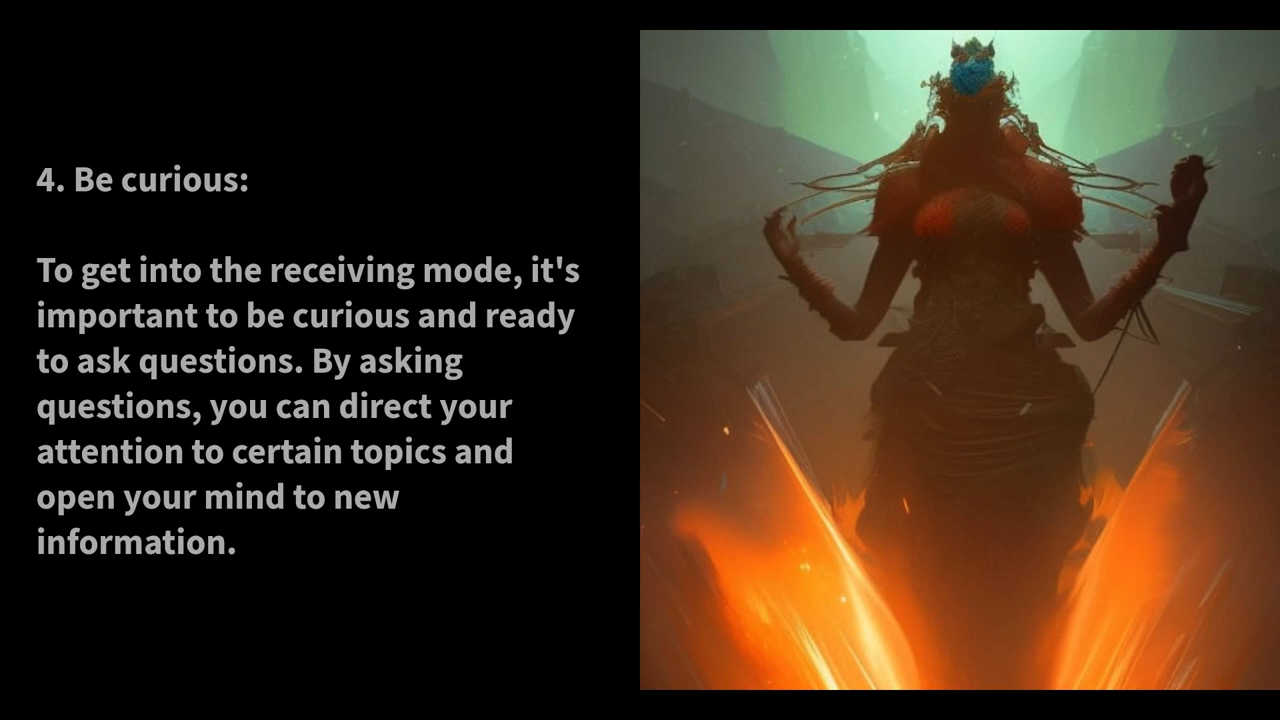 4. Be curious:
To get into the receiving mode, it's
important to be curious and ready
to ask questions. By asking
questions, you can direct your
attention to certain topics and
open your mind to new
information.